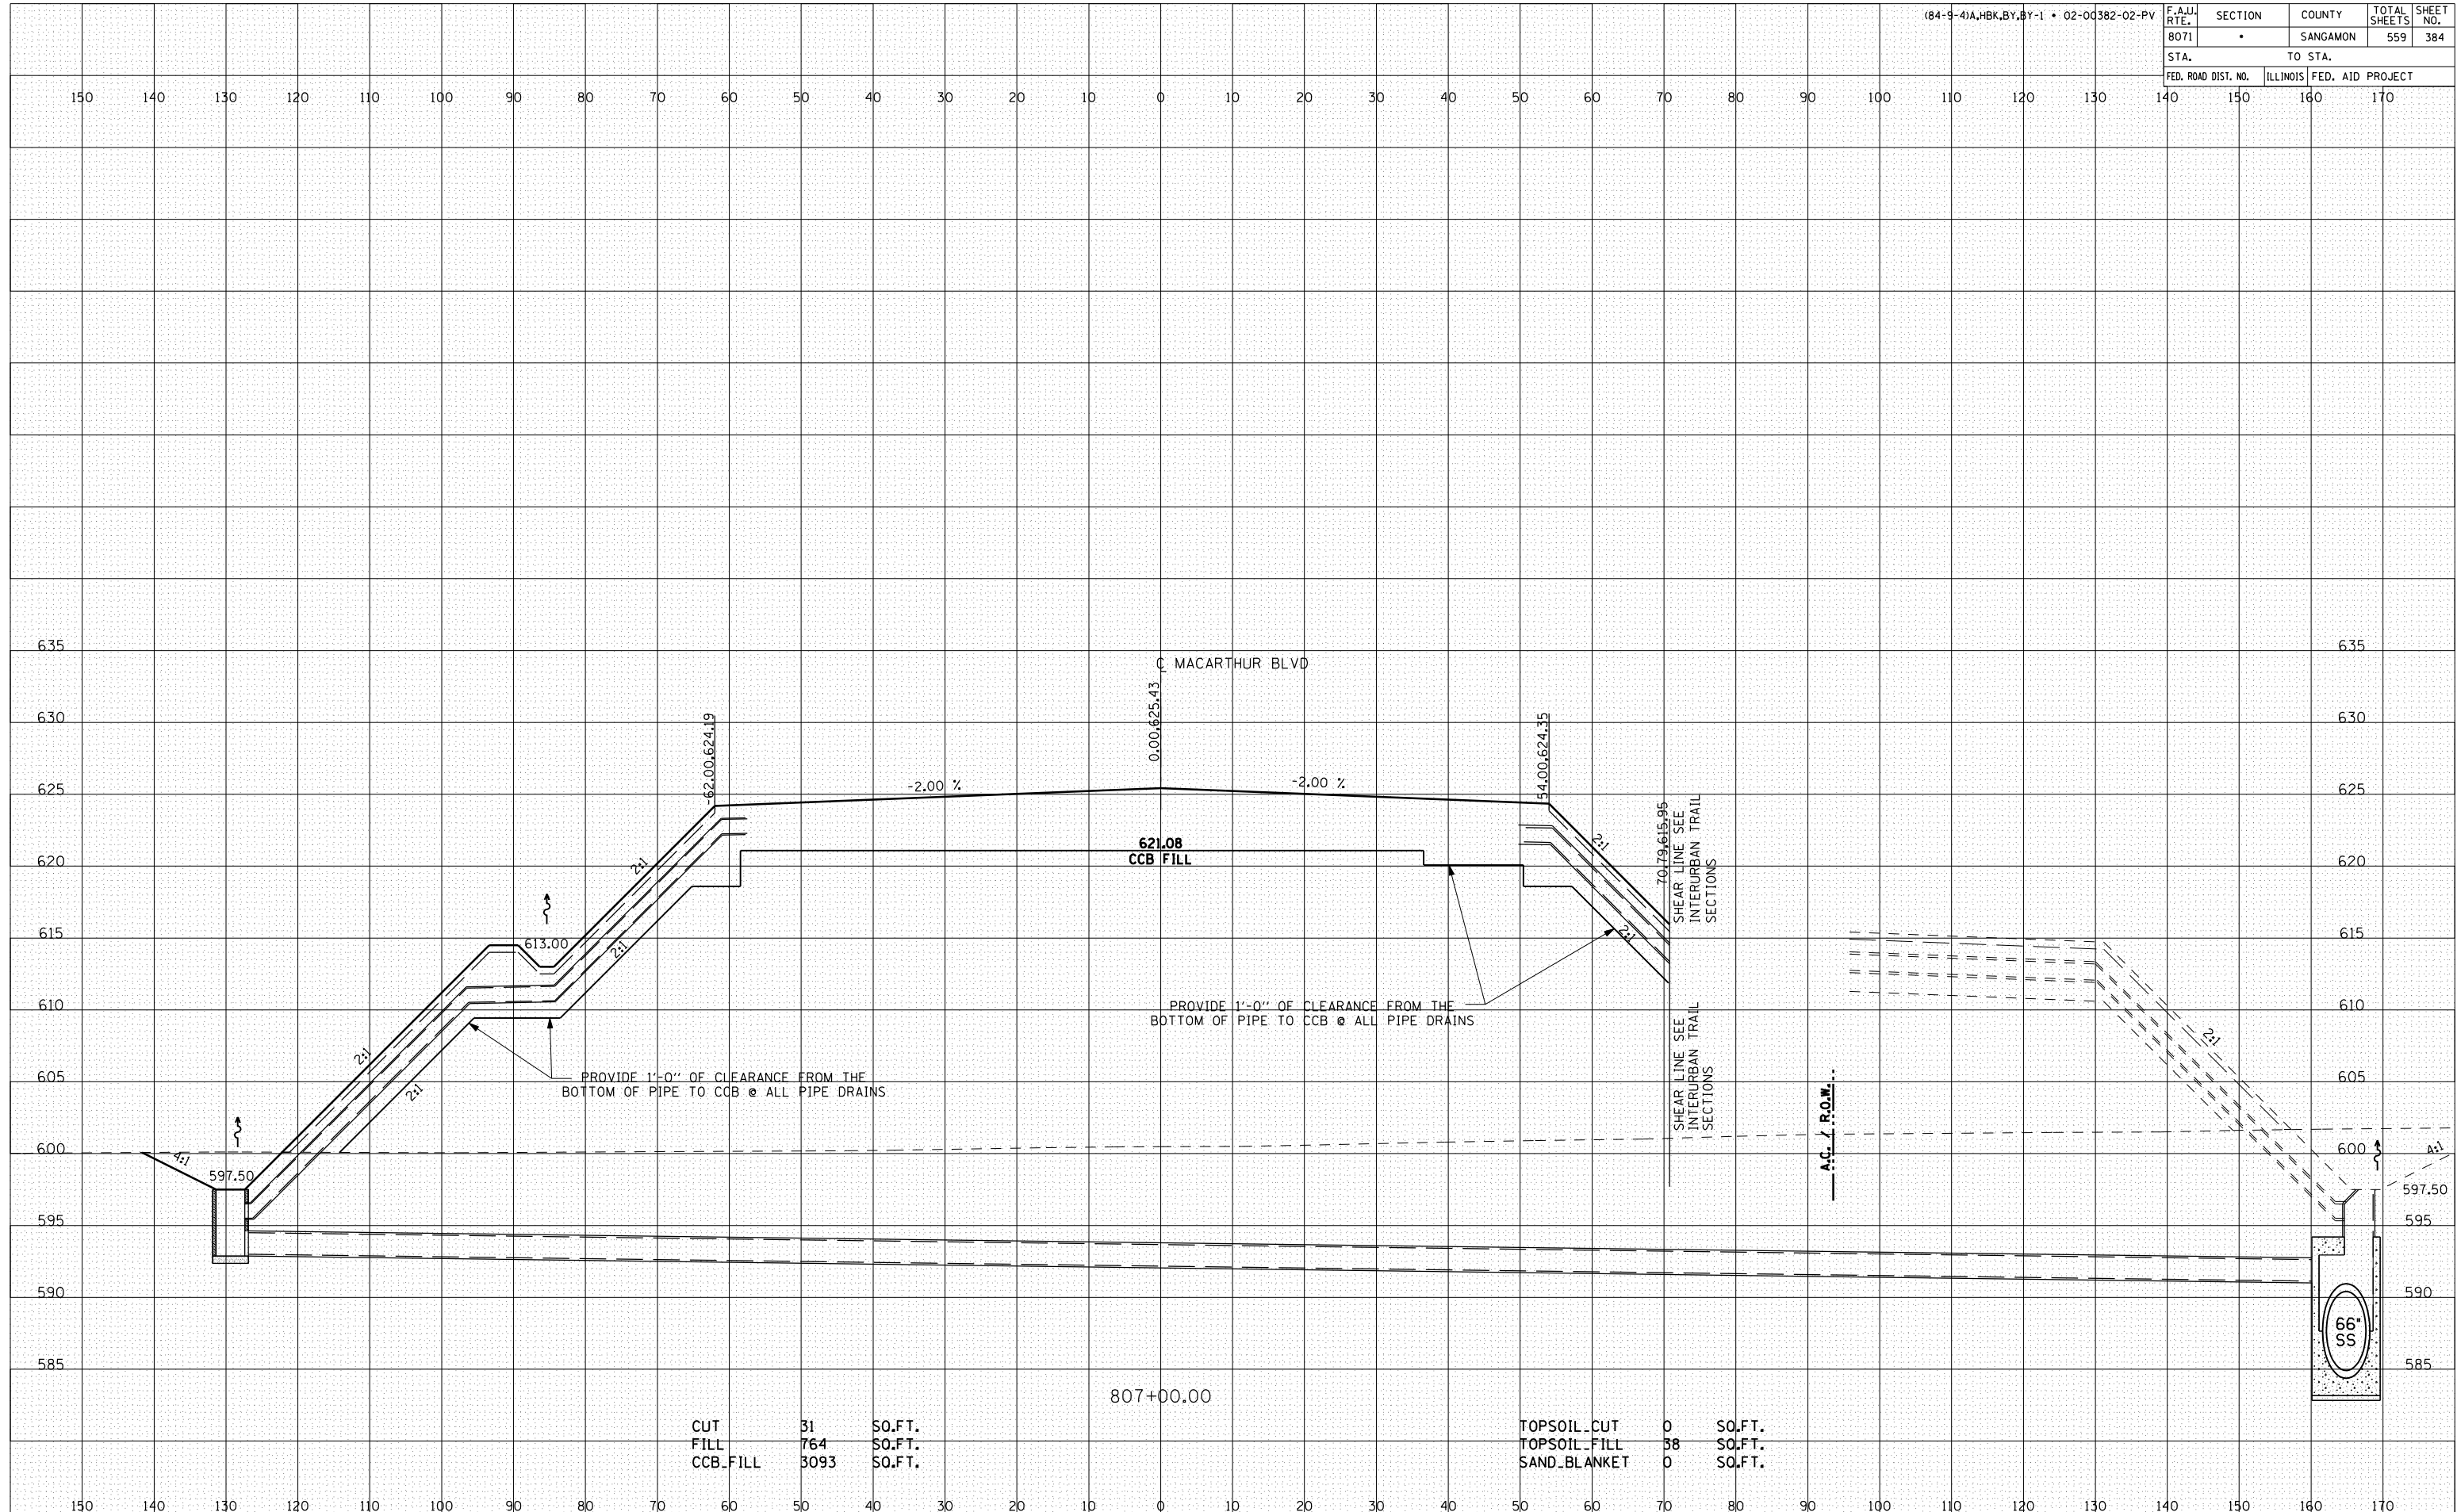 (84-9-4)A,HBK,BY,BY-1 • 02-00382-02-PV
F.A.U. RTE. SECTION COUNTY TOTAL SHEETS SHEET NO.
8071 • SANGAMON 559 384
STA. TO STA.
FED. ROAD DIST. NO. ILLINOIS FED. AID PROJECT
150 140 130 120 110 100 90 80 70 60 50 40 30 20 10 0 10 20 30 40 50 60 70 80 90 100 110 120 130 140 150 160 170
635 635
℄ MACARTHUR BLVD
630 630
-62.00,624.19
0.00,625.43
54.00,624.35
625
-2.00 %
-2.00 %
625
70.79,615.95
SHEAR LINE SEE
INTERURBAN TRAIL
SECTIONS
2:1
2:1
621.08
CCB FILL
620 620
615
613.00
2:1
2:1
615
610 610
PROVIDE 1'-0" OF CLEARANCE FROM THE
BOTTOM OF PIPE TO CCB @ ALL PIPE DRAINS
SHEAR LINE SEE
INTERURBAN TRAIL
SECTIONS
2:1
2:1
2:1
605 605
PROVIDE 1'-0" OF CLEARANCE FROM THE
BOTTOM OF PIPE TO CCB @ ALL PIPE DRAINS
A.C. / R.O.W.
600 600
4:1
4:1
597.50
597.50
595 595
590 590
66"
SS
585 585
807+00.00
CUT 31 SQ.FT.
FILL 764 SQ.FT.
CCB_FILL 3093 SQ.FT.
TOPSOIL_CUT 0 SQ.FT.
TOPSOIL_FILL 38 SQ.FT.
SAND_BLANKET 0 SQ.FT.
150 140 130 120 110 100 90 80 70 60 50 40 30 20 10 0 10 20 30 40 50 60 70 80 90 100 110 120 130 140 150 160 170